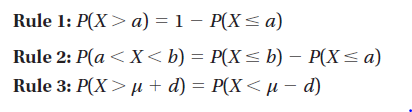 Rule 1: P(X > a) = 1 − P(X ≤ a)
Rule 2: P(a < X < b) = P(X ≤ b) − P(X ≤ a)
Rule 3: P(X > μ + d) = P(X < μ − d)